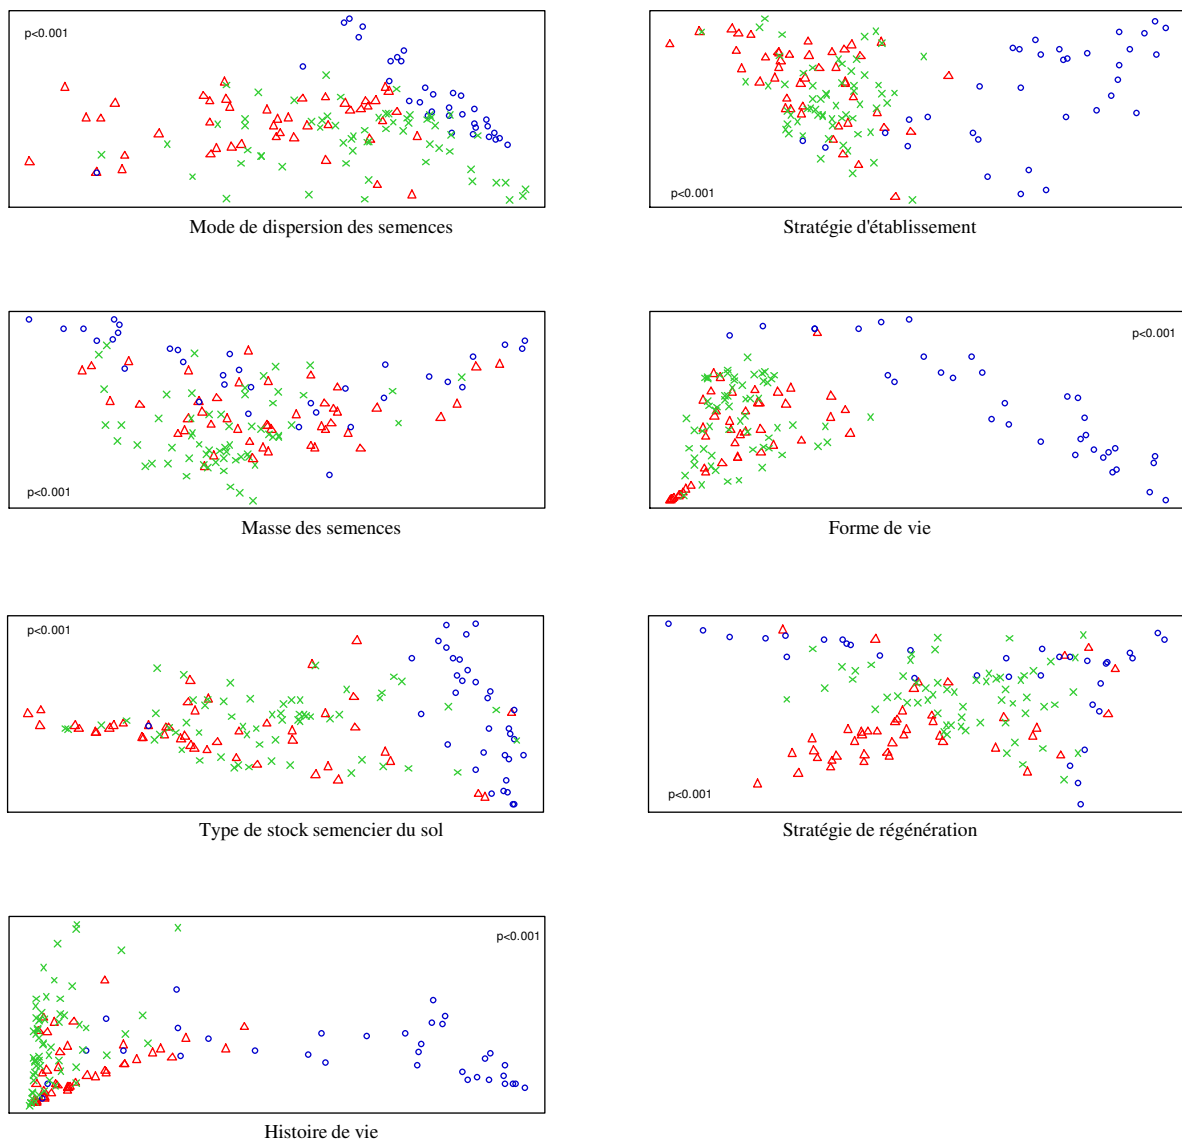 p<0.001
Mode de dispersion des semences
p<0.001
Stratégie d'établissement
p<0.001
Masse des semences
p<0.001
Forme de vie
p<0.001
Type de stock semencier du sol
p<0.001
Stratégie de régénération
p<0.001
Histoire de vie